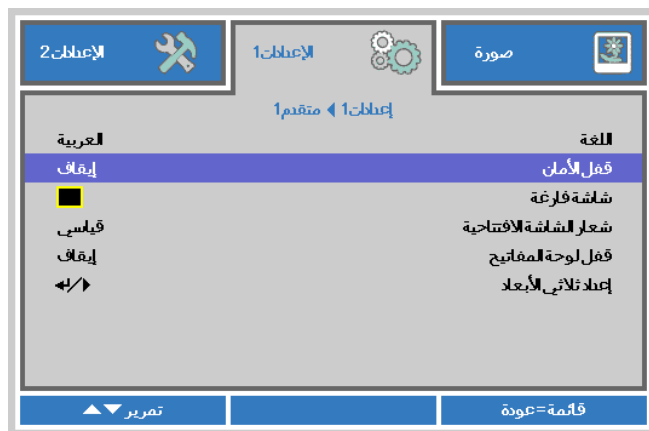 صورة
الإعدادات1
الإعدادات2
إعدادات1 متقدم1
اللغة العربية
قفل الأمان إيقاف
شاشة فارغة
شعار الشاشة الافتتاحية قياسي
قفل لوحة المفاتيح إيقاف
إعداد ثلاثي الأبعاد /
قائمة=عودة
تمرير